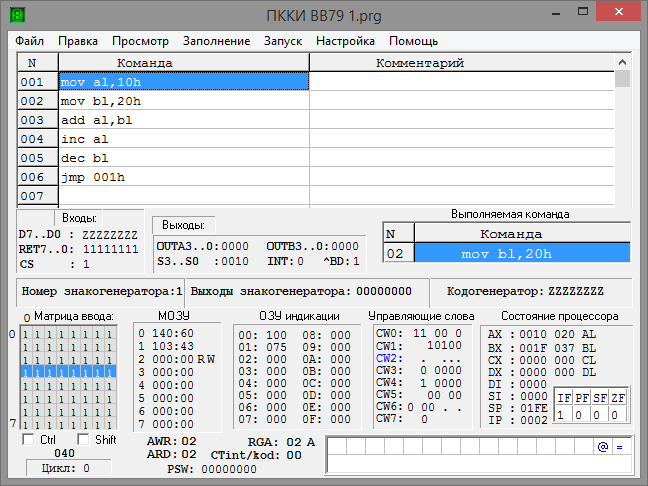 ПККИ ВВ79 1.prg
Файл Правка Просмотр Заполнение Запуск Настройка Помощь
N Команда Комментарий
001 mov al,10h
002 mov bl,20h
003 add al,bl
004 inc al
005 dec bl
006 jmp 001h
007
Входы:
D7..D0 : ZZZZZZZZ
RET7..0: 11111111
CS : 1
Выходы:
OUTA3..0:0000 OUTB3..0:0000
S3..S0 :0010 INT:0 ^BD:1
Выполняемая команда
N Команда
02 mov bl,20h
Номер знакогенератора:1 Выходы знакогенератора: 00000000 Кодогенератор: ZZZZZZZZ
0 Матрица ввода:
0 1 1 1 1 1 1 1 1
1 1 1 1 1 1 1 1
1 1 1 1 1 1 1 1
1 1 1 1 1 1 1 1
1 1 1 1 1 1 1 1
1 1 1 1 1 1 1 1
1 1 1 1 1 1 1 1
7 1 1 1 1 1 1 1 1
Ctrl Shift
040
Цикл: 0
МОЗУ
0 140:60
1 103:43
2 000:00 R W
3 000:00
4 000:00
5 000:00
6 000:00
7 000:00
ОЗУ индикации
00: 100 08: 000
01: 075 09: 000
02: 000 0A: 000
03: 000 0B: 000
04: 000 0C: 000
05: 000 0D: 000
06: 000 0E: 000
07: 000 0F: 000
Управляющие слова
CW0: 11 00 0
CW1: 10100
CW2: . ...
CW3: 0 0000
CW4: 1 0000
CW5: 00 00
CW6: 0 00 . .
CW7: 0
Состояние процессора
AX : 0010 020 AL
BX : 001F 037 BL
CX : 0000 000 CL
DX : 0000 000 DL
DI : 0000
SI : 0000
SP : 01FE
IP : 0002
IF PF SF ZF
1 0 0 0
AWR: 02 RGA: 02 A
ARD: 02 CTint/kod: 00
PSW: 00000000
@ =